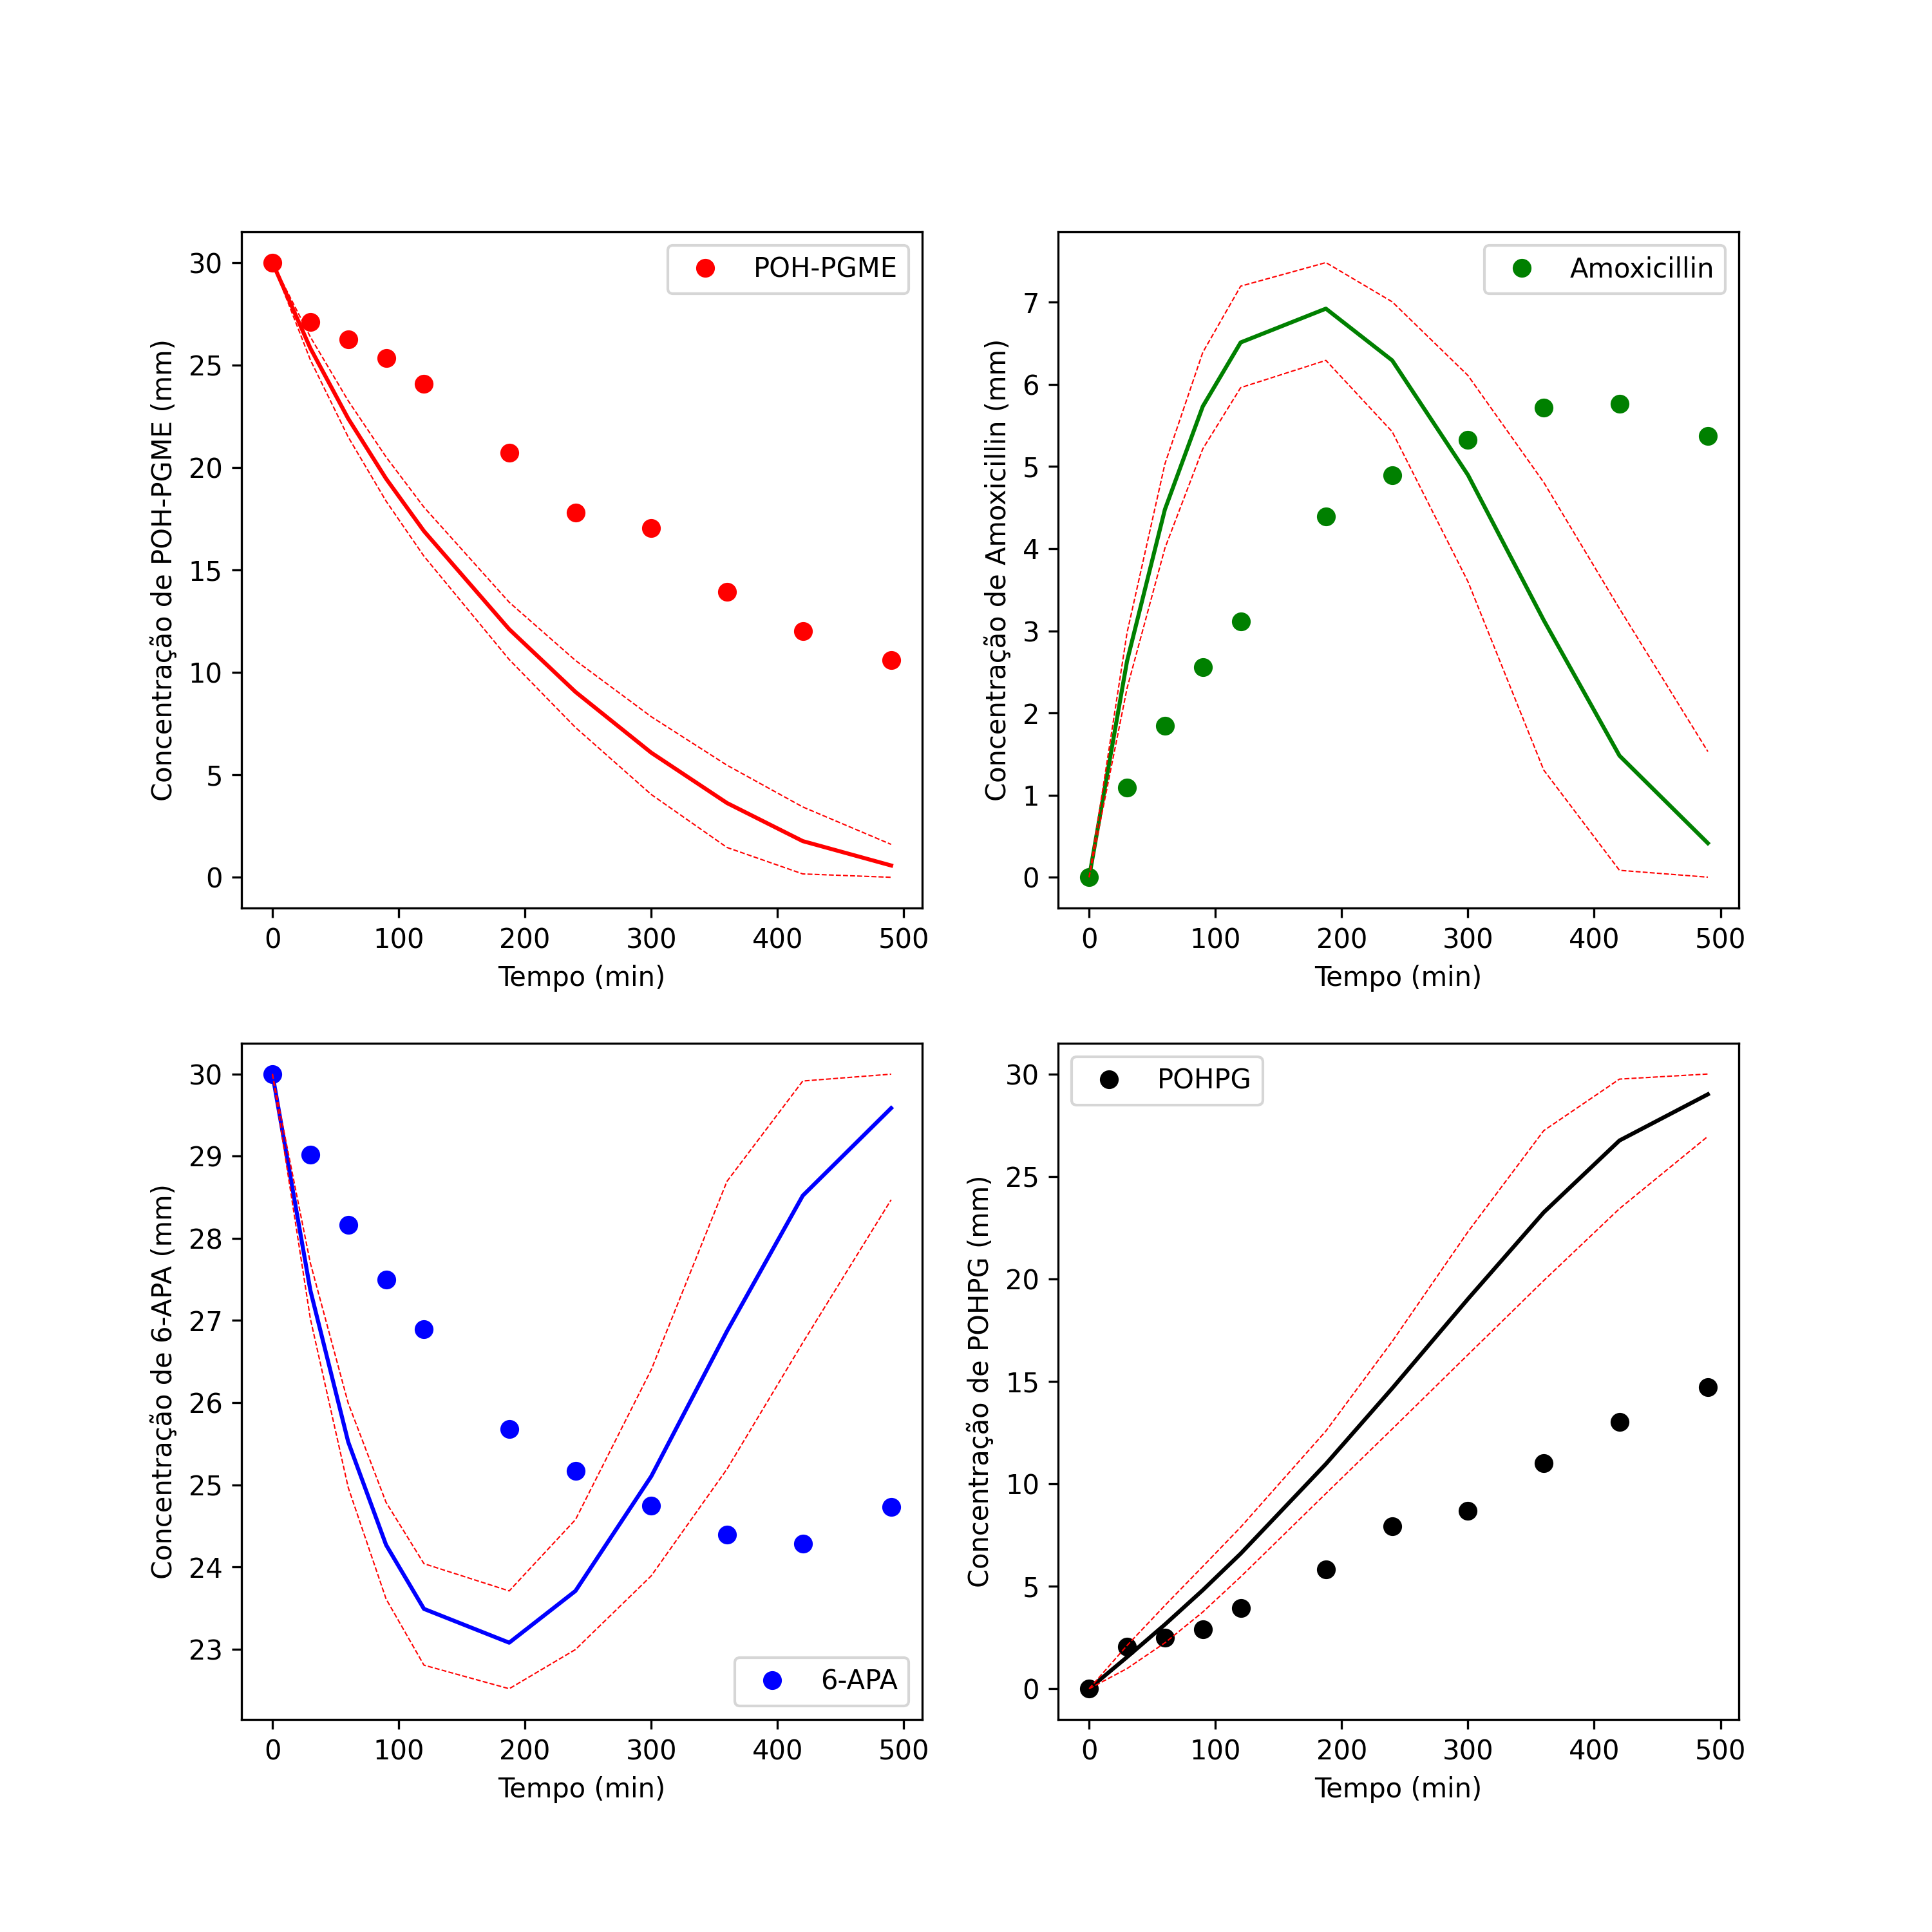 POH-PGME
Concentração de POH-PGME (mm)
30
25
20
15
10
5
0
0 100 200 300 400 500
Tempo (min)
Amoxicillin
Concentração de Amoxicillin (mm)
7
6
5
4
3
2
1
0
0 100 200 300 400 500
Tempo (min)
6-APA
Concentração de 6-APA (mm)
30
29
28
27
26
25
24
23
0 100 200 300 400 500
Tempo (min)
POHPG
Concentração de POHPG (mm)
30
25
20
15
10
5
0
0 100 200 300 400 500
Tempo (min)